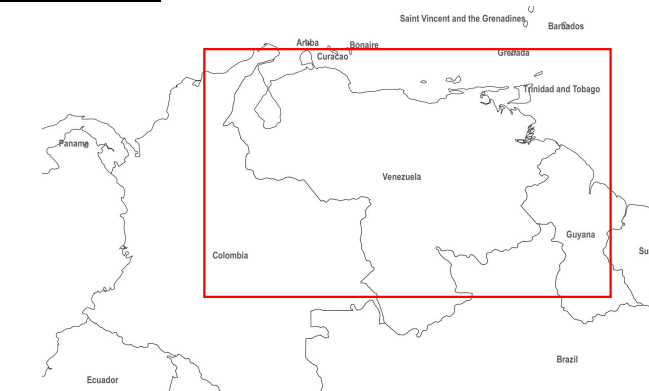 Saint Vincent and the Grenadines
Barbados
Aruba
Bonaire
Curacao
Grenada
Trinidad and Tobago
Panama
Venezuela
Guyana
Colombia
Su
Brazil
Ecuador